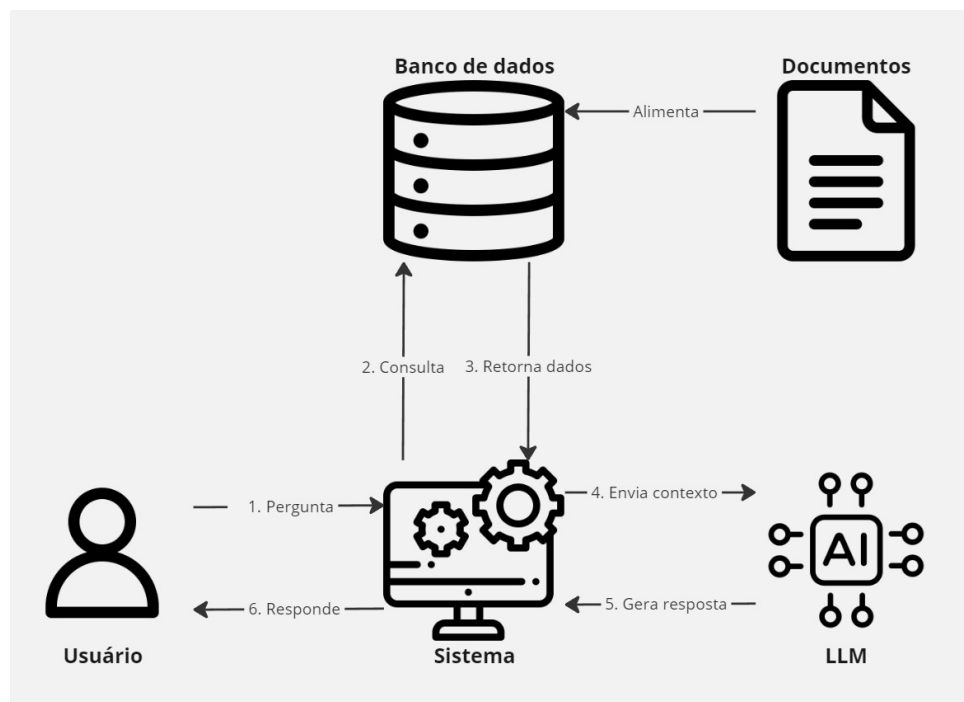 Banco de dados
Documentos
Alimenta
2. Consulta
3. Retorna dados
1. Pergunta
4. Envia contexto
AI
6. Responde
5. Gera resposta
Usuário
Sistema
LLM